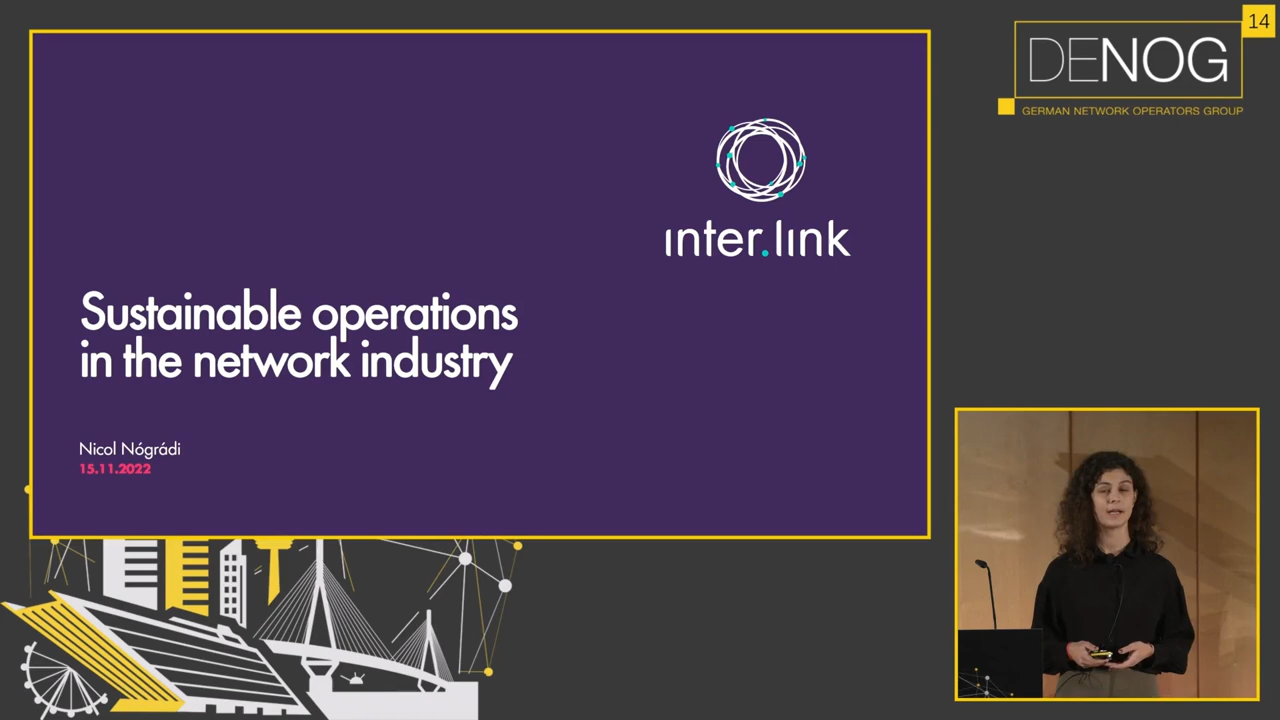 14
DENOG
GERMAN NETWORK OPERATORS GROUP
inter.link
Sustainable operations
in the network industry
Nicol Nógrádi
15.11.2022